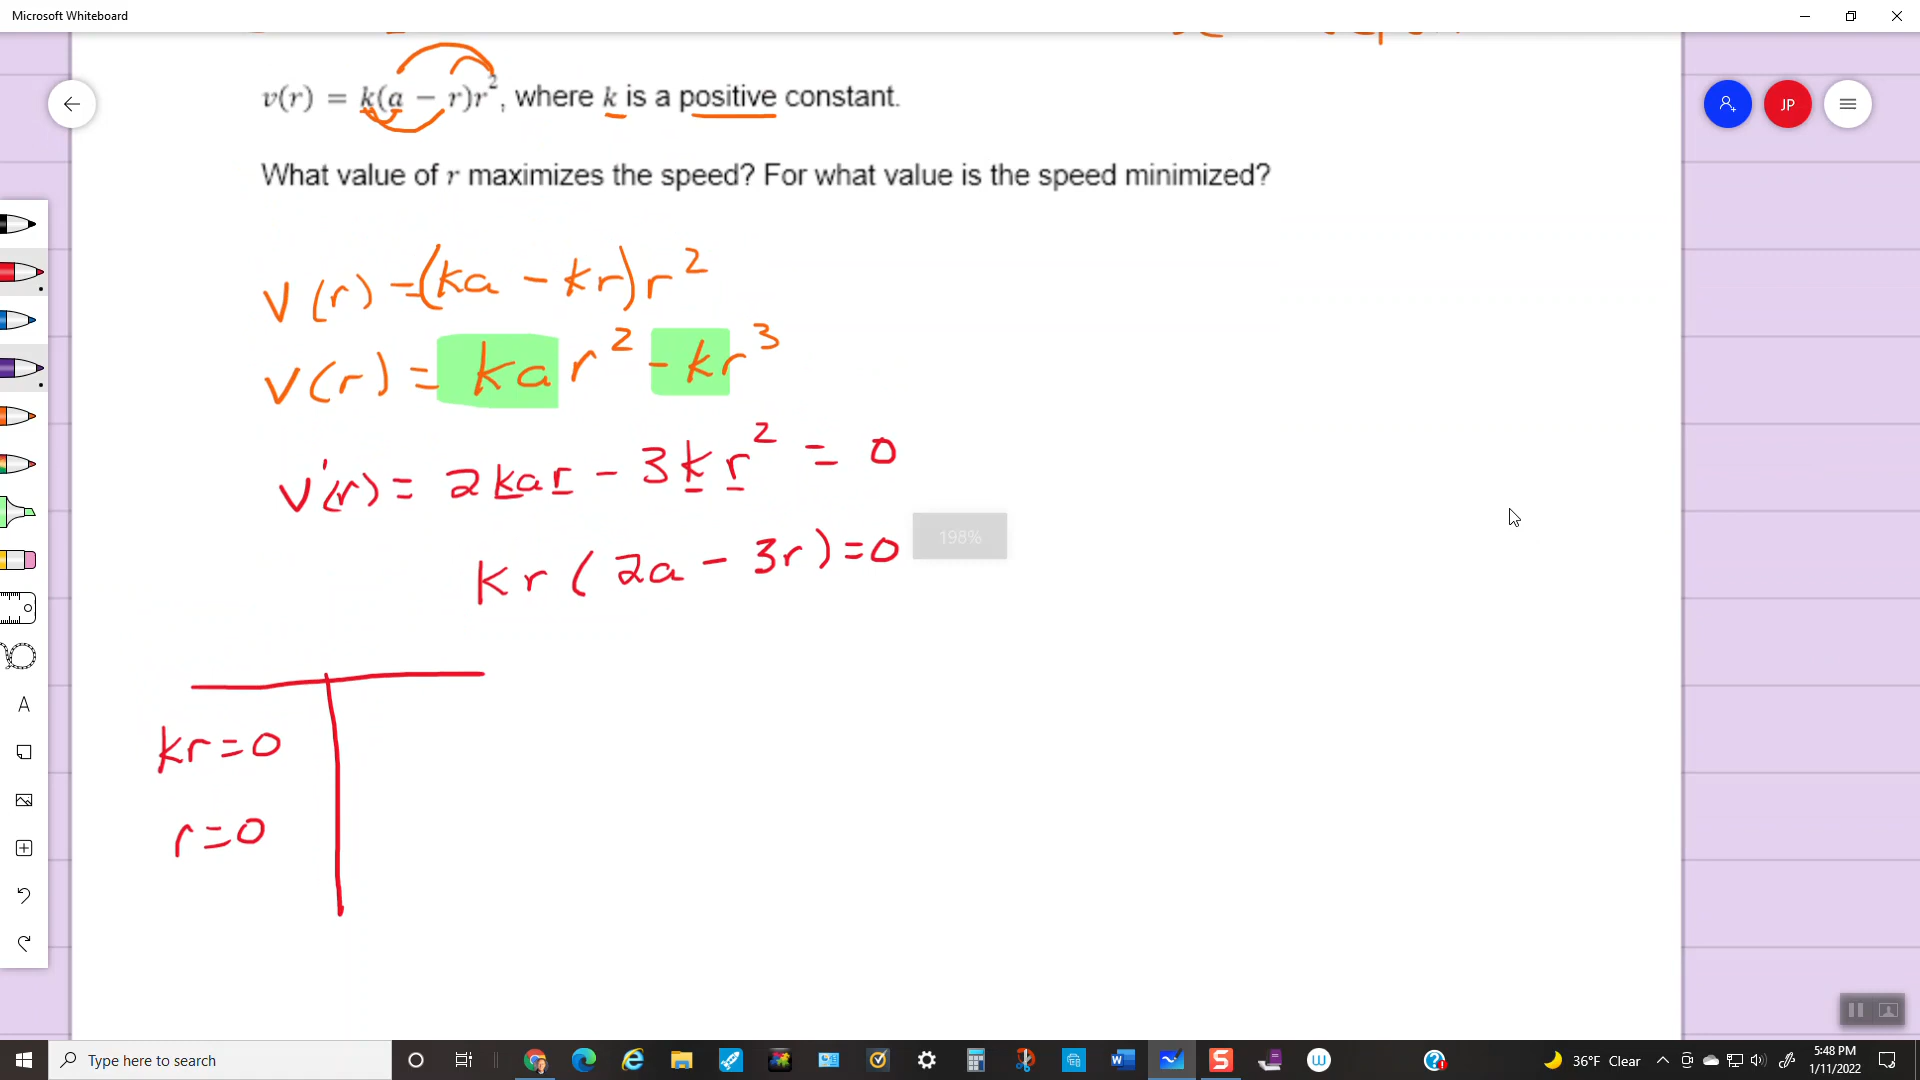 Microsoft Whiteboard
v(r) = k(a − r)r², where k is a positive constant.
JP
What value of r maximizes the speed? For what value is the speed minimized?
V(r) =(ka − kr)r²
V(r) = kar² − kr³
V'(r) = 2kar − 3kr² = 0
198%
kr(2a − 3r)=0
kr=0
r=0
Type here to search
36°F Clear
5:48 PM
1/11/2022